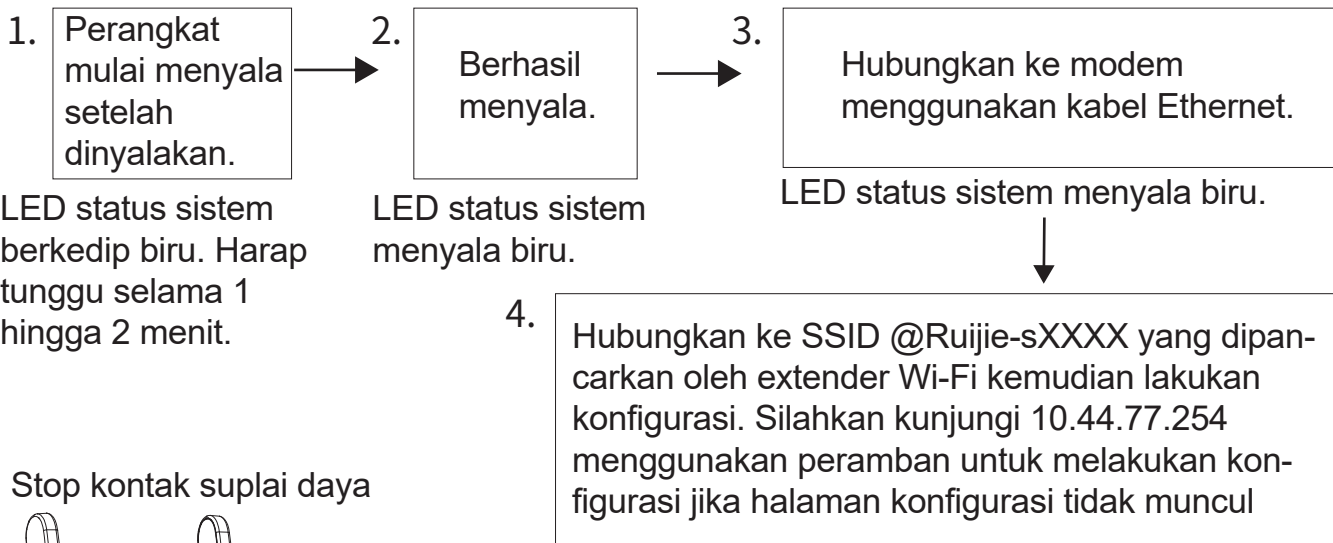 1.
Perangkat
mulai menyala
setelah
dinyalakan.
LED status sistem
berkedip biru. Harap
tunggu selama 1
hingga 2 menit.
2.
Berhasil
menyala.
LED status sistem
menyala biru.
3.
Hubungkan ke modem
menggunakan kabel Ethernet.
LED status sistem menyala biru.
4.
Hubungkan ke SSID @Ruijie-sXXXX yang dipan-
carkan oleh extender Wi-Fi kemudian lakukan
konfigurasi. Silahkan kunjungi 10.44.77.254
menggunakan peramban untuk melakukan kon-
figurasi jika halaman konfigurasi tidak muncul
Stop kontak suplai daya